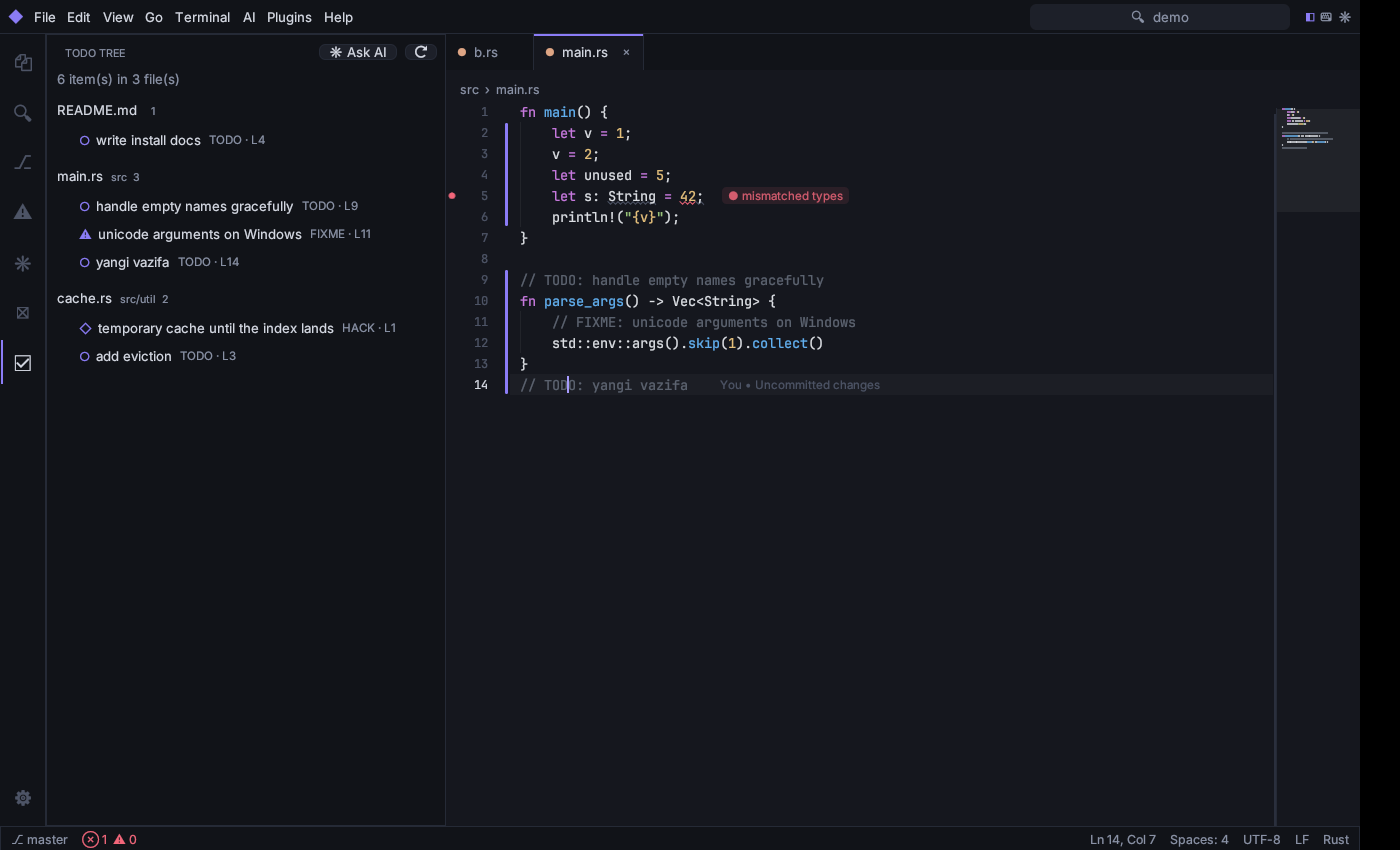 File Edit View Go Terminal AI Plugins Help demo
TODO TREE Ask AI
6 item(s) in 3 file(s)
README.md 1
write install docs TODO · L4
main.rs src 3
handle empty names gracefully TODO · L9
unicode arguments on Windows FIXME · L11
yangi vazifa TODO · L14
cache.rs src/util 2
temporary cache until the index lands HACK · L1
add eviction TODO · L3
b.rs main.rs ×
src › main.rs
1 fn main() {
2 let v = 1;
3 v = 2;
4 let unused = 5;
5 let s: String = 42; mismatched types
6 println!("{v}");
7 }
8
9 // TODO: handle empty names gracefully
10 fn parse_args() -> Vec<String> {
11 // FIXME: unicode arguments on Windows
12 std::env::args().skip(1).collect()
13 }
14 // TODO: yangi vazifa You • Uncommitted changes
master 1 0 Ln 14, Col 7 Spaces: 4 UTF-8 LF Rust